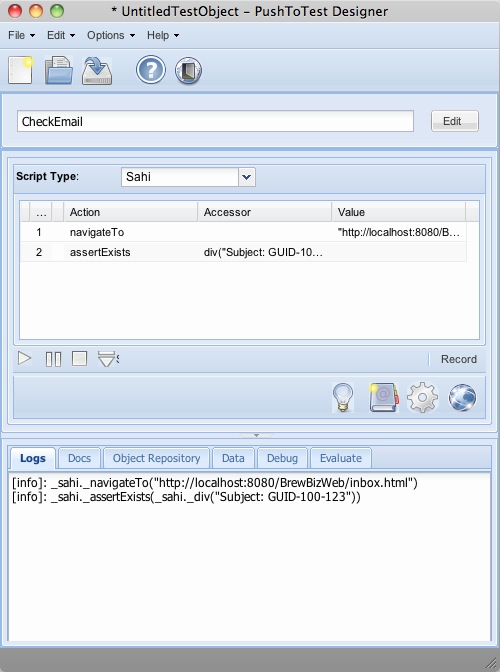 * UntitledTestObject - PushToTest Designer
File Edit Options Help
CheckEmail Edit
Script Type: Sahi
... Action Accessor Value
1 navigateTo "http://localhost:8080/B...
2 assertExists div("Subject: GUID-10...
Record
Logs Docs Object Repository Data Debug Evaluate
[info]: _sahi._navigateTo("http://localhost:8080/BrewBizWeb/inbox.html")
[info]: _sahi._assertExists(_sahi._div("Subject: GUID-100-123"))